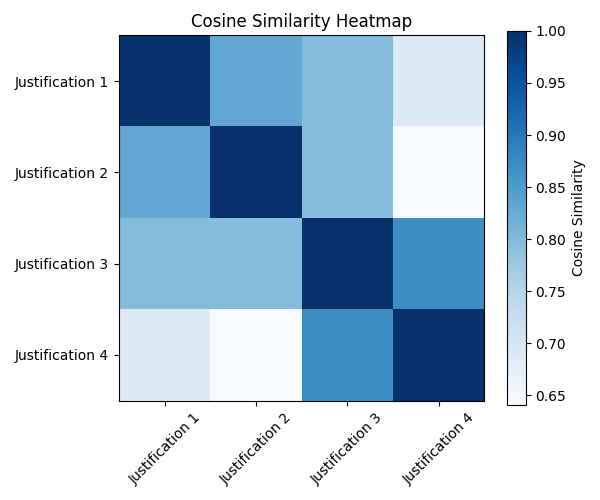 Cosine Similarity Heatmap
Justification 1
Justification 2
Justification 3
Justification 4
Justification 1
Justification 2
Justification 3
Justification 4
1.00
0.95
0.90
0.85
0.80
0.75
0.70
0.65
Cosine Similarity